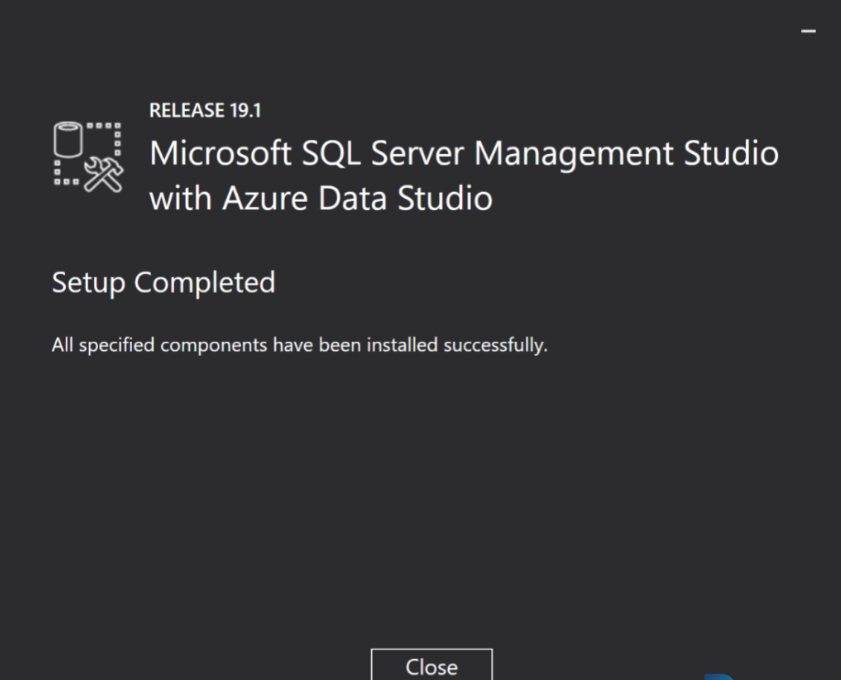 RELEASE 19.1
Microsoft SQL Server Management Studio
with Azure Data Studio
Setup Completed
All specified components have been installed successfully.
Close